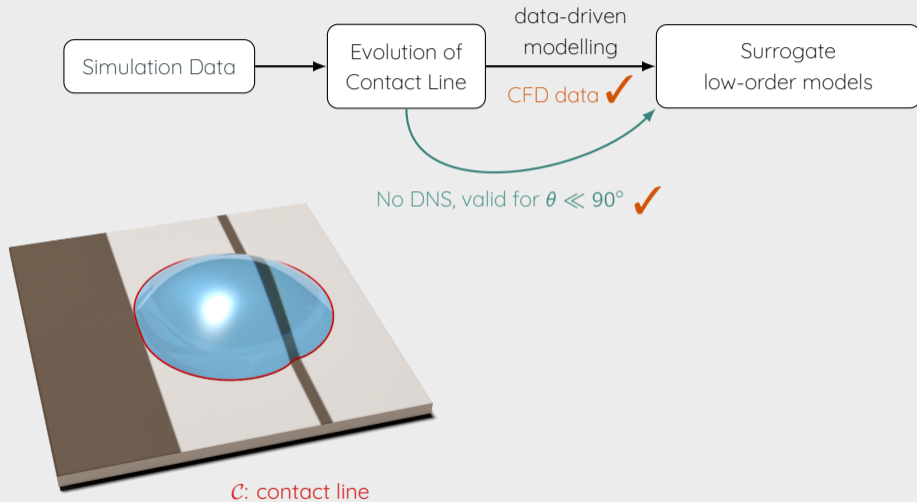 Simulation Data
Evolution of
Contact Line
data-driven
modelling
CFD data ✓
Surrogate
low-order models
No DNS, valid for θ ≪ 90° ✓
𝒞: contact line